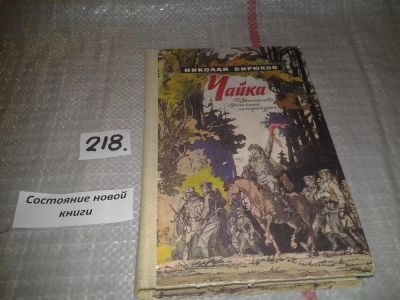 НИКОЛАЙ БИРЮКОВ
Чайка
218.
Состояние новой
книги